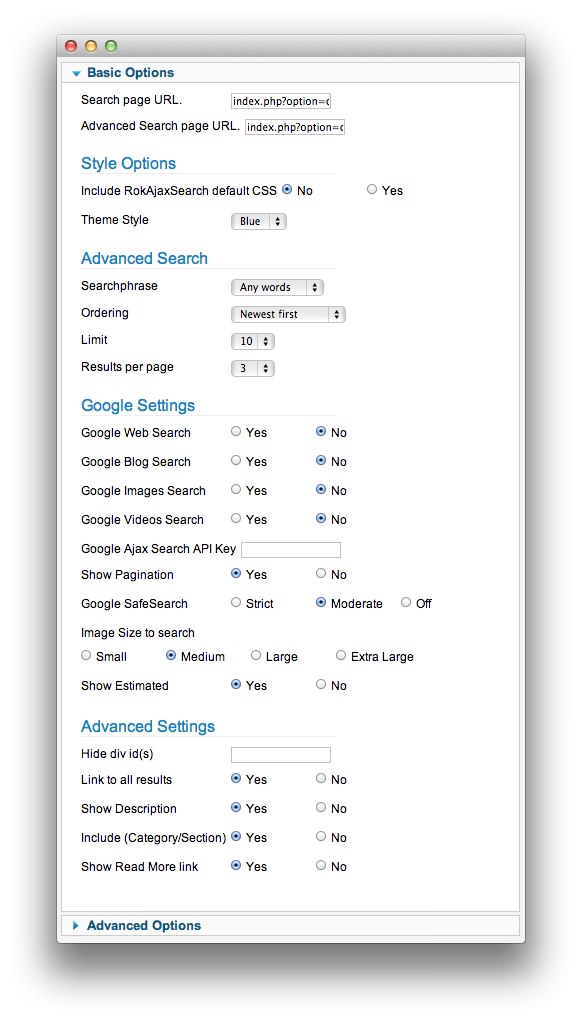 Basic Options
Search page URL. index.php?option=c
Advanced Search page URL. index.php?option=c
Style Options
Include RokAjaxSearch default CSS No Yes
Theme Style Blue
Advanced Search
Searchphrase Any words
Ordering Newest first
Limit 10
Results per page 3
Google Settings
Google Web Search Yes No
Google Blog Search Yes No
Google Images Search Yes No
Google Videos Search Yes No
Google Ajax Search API Key
Show Pagination Yes No
Google SafeSearch Strict Moderate Off
Image Size to search
Small Medium Large Extra Large
Show Estimated Yes No
Advanced Settings
Hide div id(s)
Link to all results Yes No
Show Description Yes No
Include (Category/Section) Yes No
Show Read More link Yes No
Advanced Options